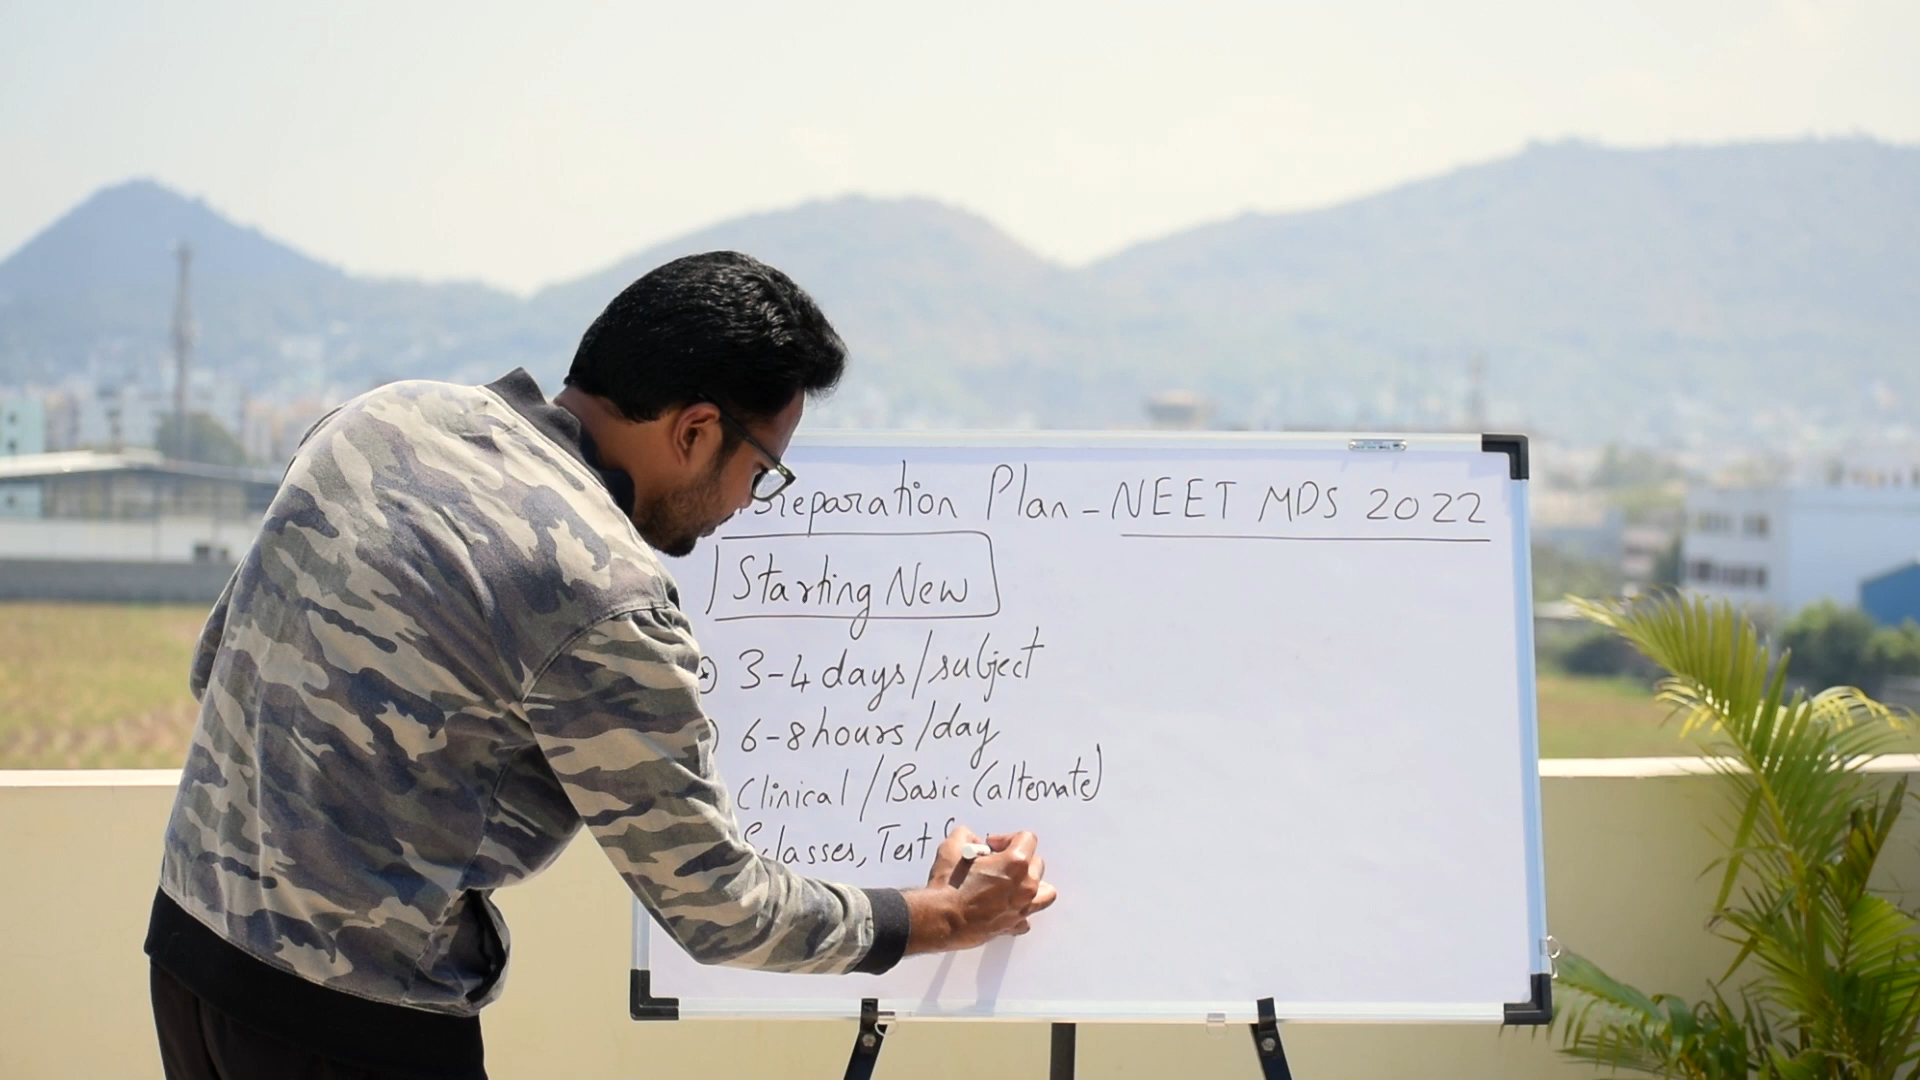 Preparation Plan - NEET MDS 2022
Starting New
3-4 days/subject
6-8 hours/day
Clinical / Basic (alternate)
classes, Test